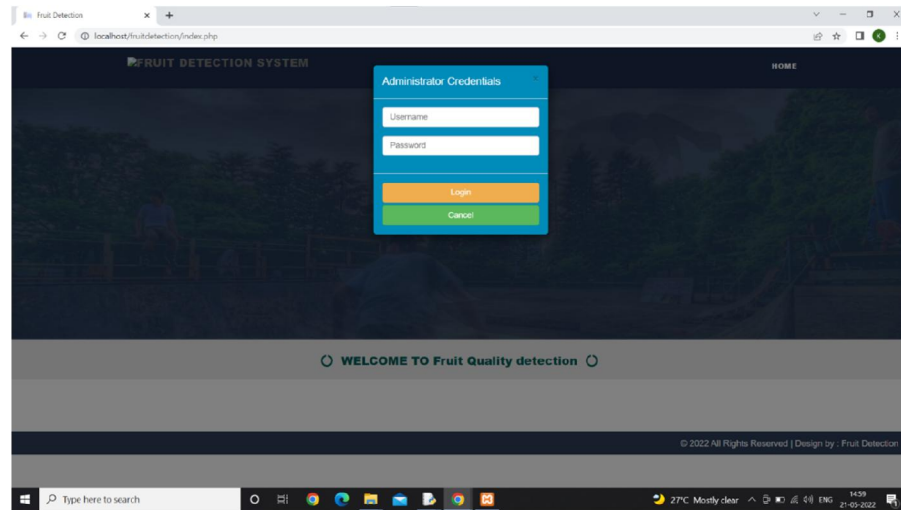 Fruit Detection
localhost/fruitdetection/index.php
K
FRUIT DETECTION SYSTEM
HOME
Administrator Credentials
×
Username
Password
Login
Cancel
WELCOME TO Fruit Quality detection
© 2022 All Rights Reserved | Design by : Fruit Detection
Type here to search
27°C Mostly clear
ENG
14:59
21-05-2022